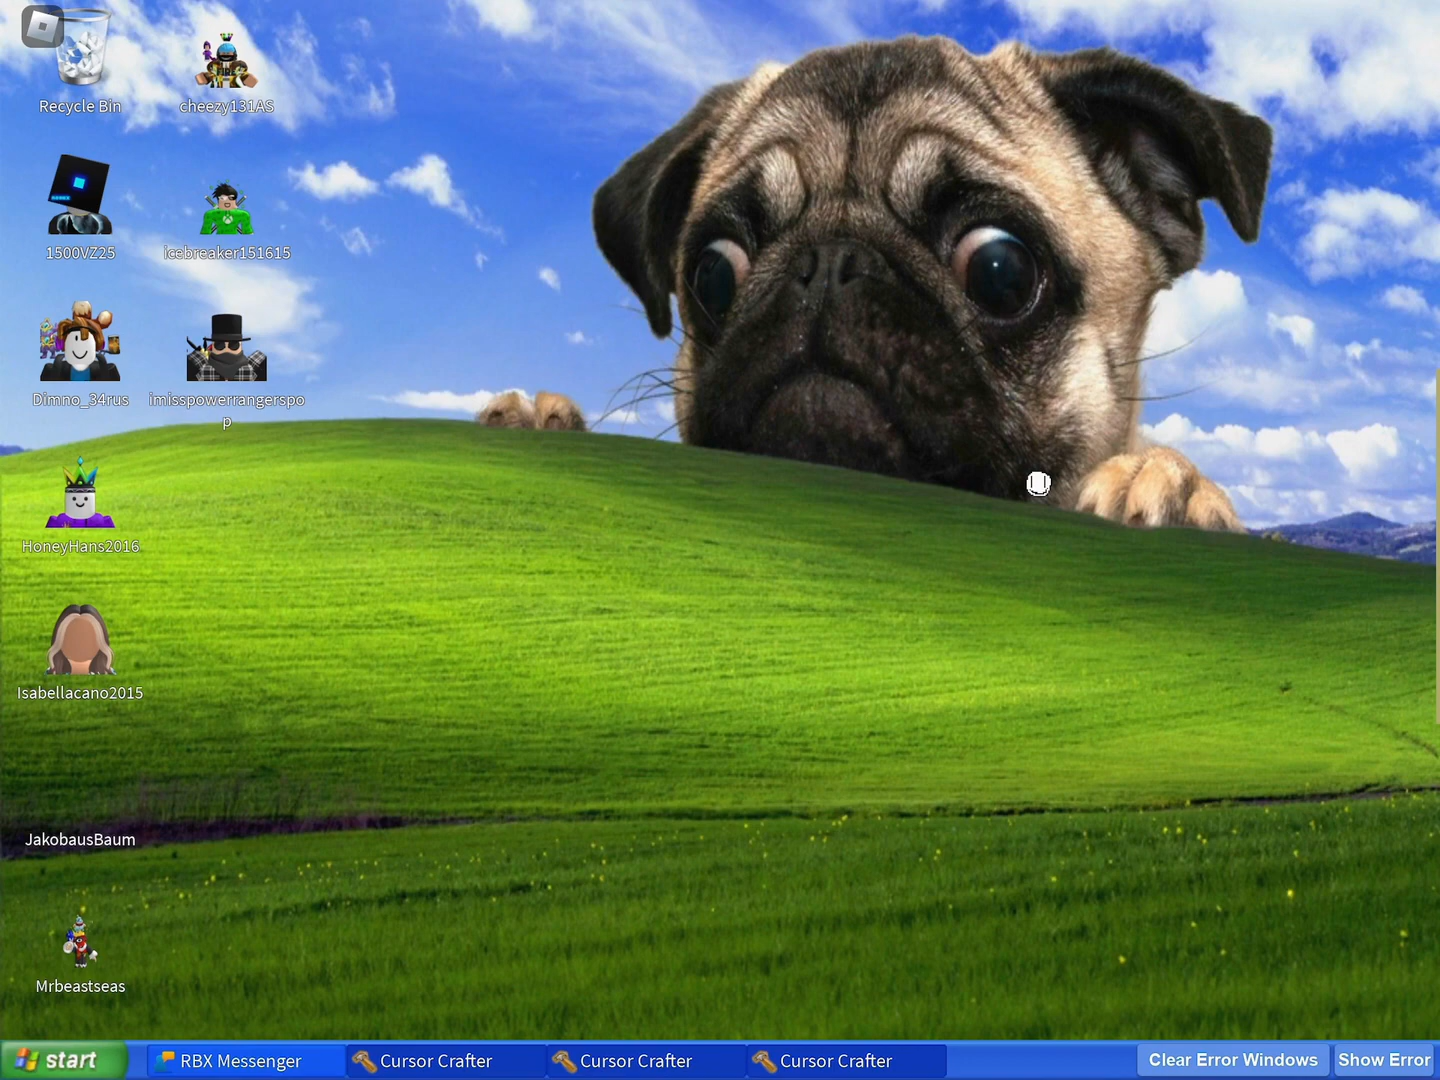 Recycle Bin
cheezy131AS
1500VZ25
icebreaker151615
Dimno_34rus
imisspowerrangerspo
p
HoneyHans2016
Isabellacano2015
JakobausBaum
Mrbeastseas
start
RBX Messenger
Cursor Crafter
Cursor Crafter
Cursor Crafter
Clear Error Windows
Show Error